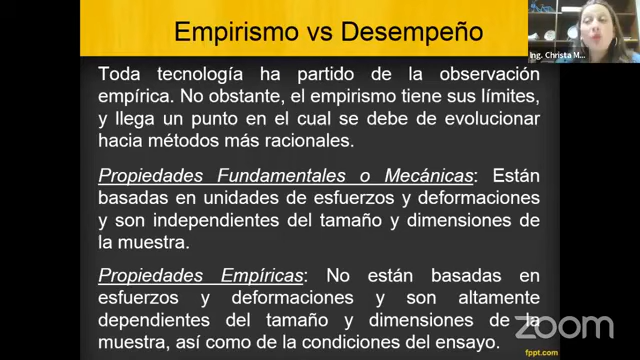 Empirismo vs Desempeño
Ing. Christa M...
Toda tecnología ha partido de la observación
empírica. No obstante, el empirismo tiene sus límites,
y llega un punto en el cual se debe de evolucionar
hacia métodos más racionales.
Propiedades Fundamentales o Mecánicas: Están
basadas en unidades de esfuerzos y deformaciones
y son independientes del tamaño y dimensiones de
la muestra.
Propiedades Empíricas: No están basadas en
esfuerzos y deformaciones y son altamente
dependientes del tamaño y dimensiones de la
muestra, así como de la condiciones del ensayo.
zoom
fppt.com